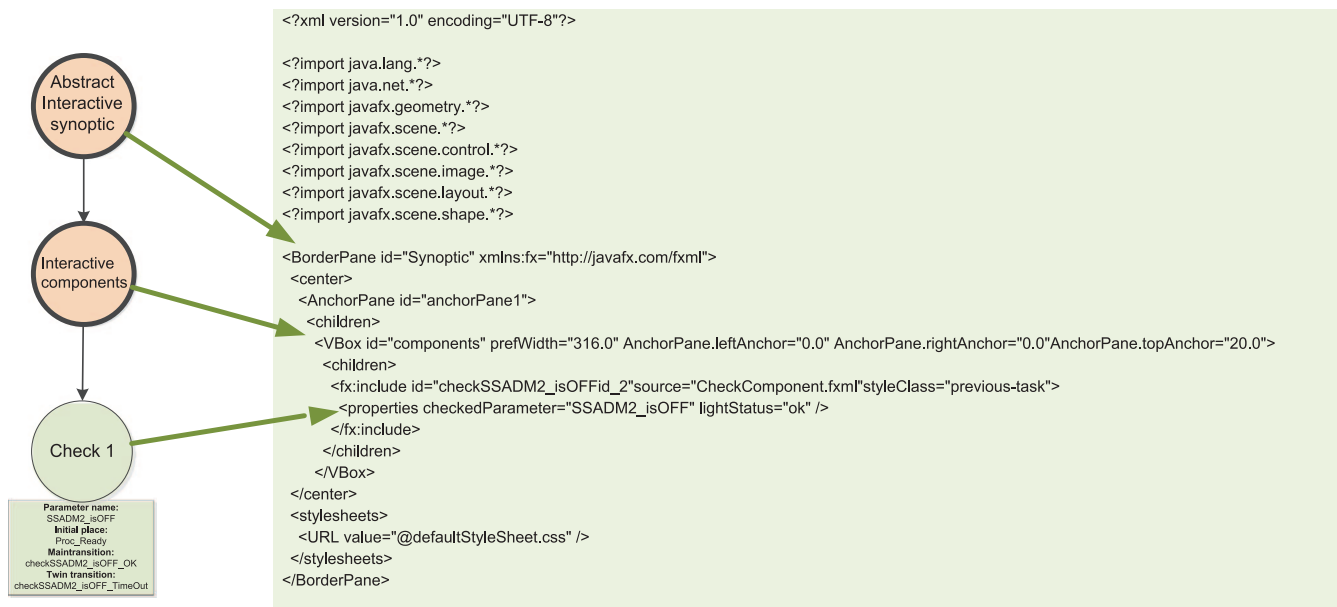 Abstract
Interactive
synoptic
Interactive
components
Check 1
Parameter name:
SSADM2_isOFF
Initial place:
Proc_Ready
Maintransition:
checkSSADM2_isOFF_OK
Twin transition:
checkSSADM2_isOFF_TimeOut
<?xml version="1.0" encoding="UTF-8"?>
<?import java.lang.*?>
<?import java.net.*?>
<?import javafx.geometry.*?>
<?import javafx.scene.*?>
<?import javafx.scene.control.*?>
<?import javafx.scene.image.*?>
<?import javafx.scene.layout.*?>
<?import javafx.scene.shape.*?>
<BorderPane id="Synoptic" xmlns:fx="http://javafx.com/fxml">
<center>
<AnchorPane id="anchorPane1">
<children>
<VBox id="components" prefWidth="316.0" AnchorPane.leftAnchor="0.0" AnchorPane.rightAnchor="0.0"AnchorPane.topAnchor="20.0">
<children>
<fx:include id="checkSSADM2_isOFFid_2"source="CheckComponent.fxml"styleClass="previous-task">
<properties checkedParameter="SSADM2_isOFF" lightStatus="ok" />
</fx:include>
</children>
</VBox>
</center>
<stylesheets>
<URL value="@defaultStyleSheet.css" />
</stylesheets>
</BorderPane>